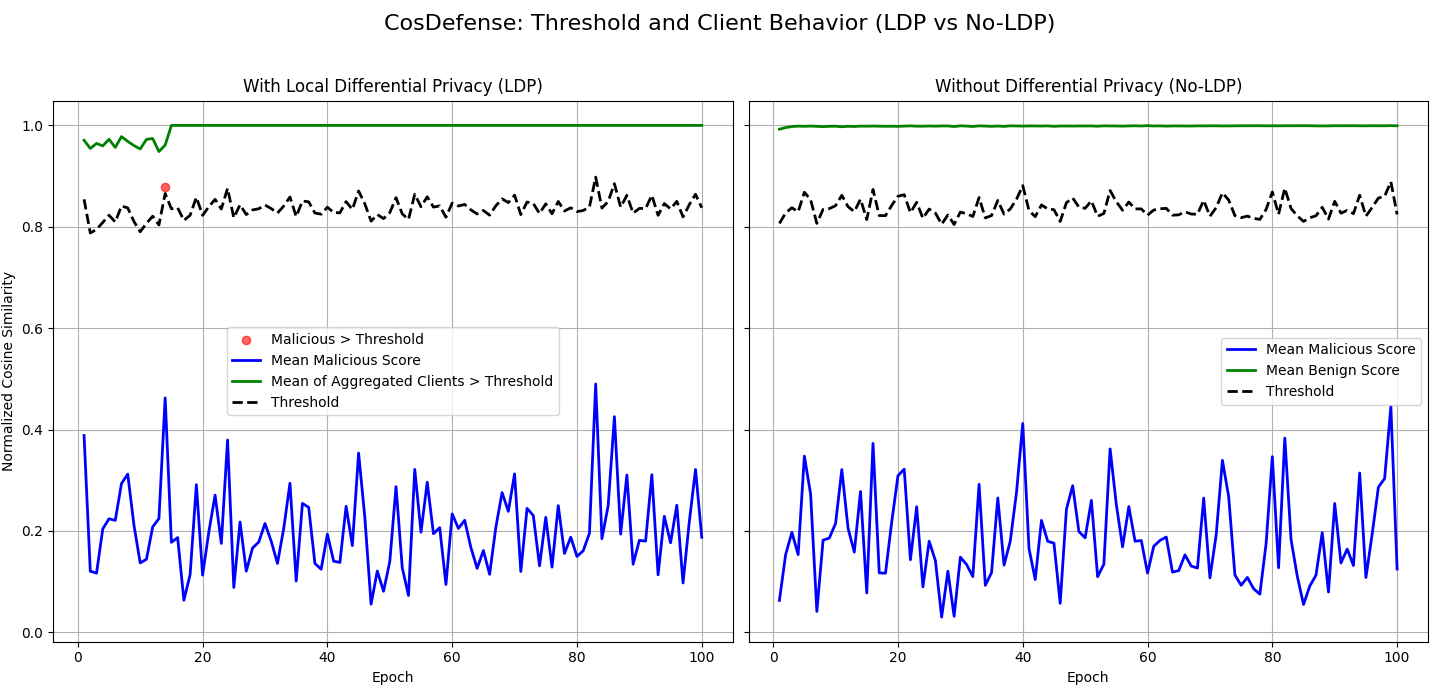 CosDefense: Threshold and Client Behavior (LDP vs No-LDP)
With Local Differential Privacy (LDP)
Normalized Cosine Similarity
1.0
0.8
0.6
0.4
0.2
0.0
Malicious > Threshold
Mean Malicious Score
Mean of Aggregated Clients > Threshold
Threshold
0 20 40 60 80 100
Epoch
Without Differential Privacy (No-LDP)
Mean Malicious Score
Mean Benign Score
Threshold
0 20 40 60 80 100
Epoch